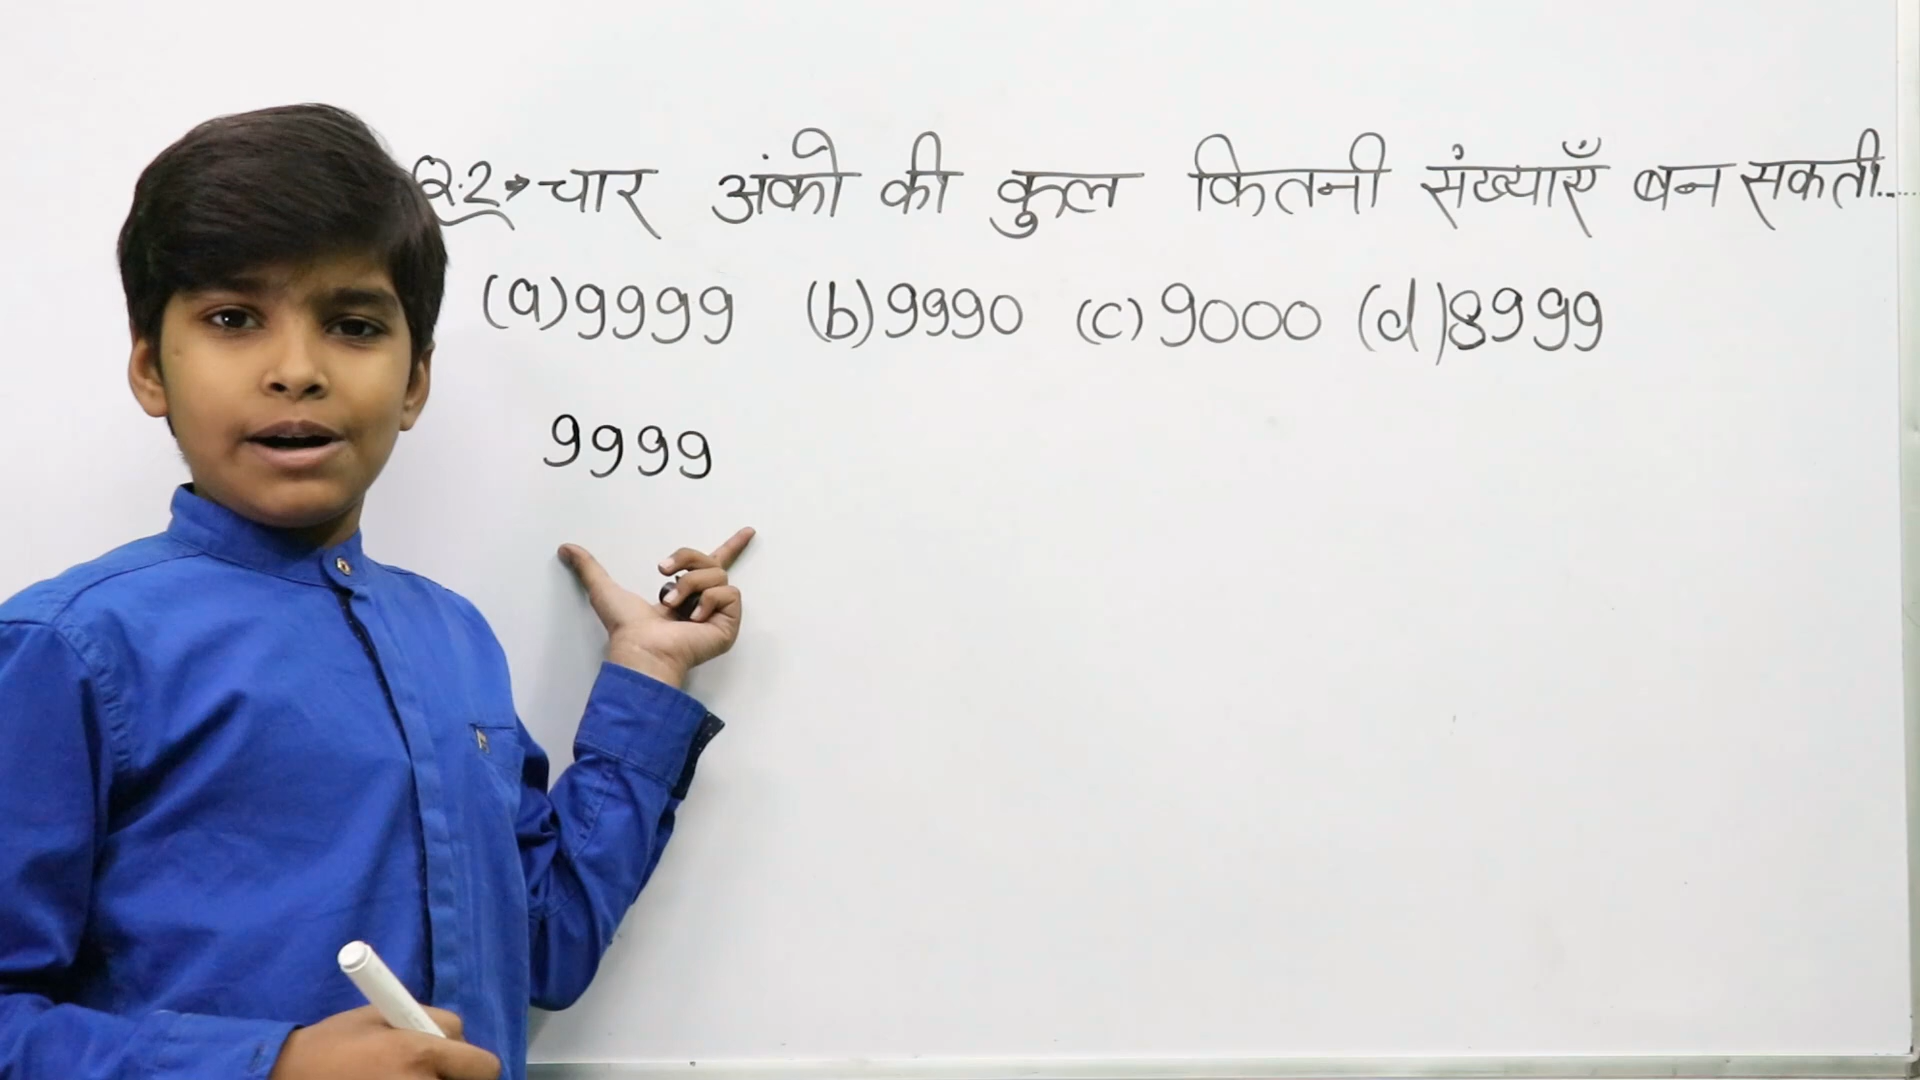 Q.2→ चार अंको की कुल कितनी संख्याएँ बन सकती.....
(a) 9999 (b) 9990 (c) 9000 (d) 8999
9999